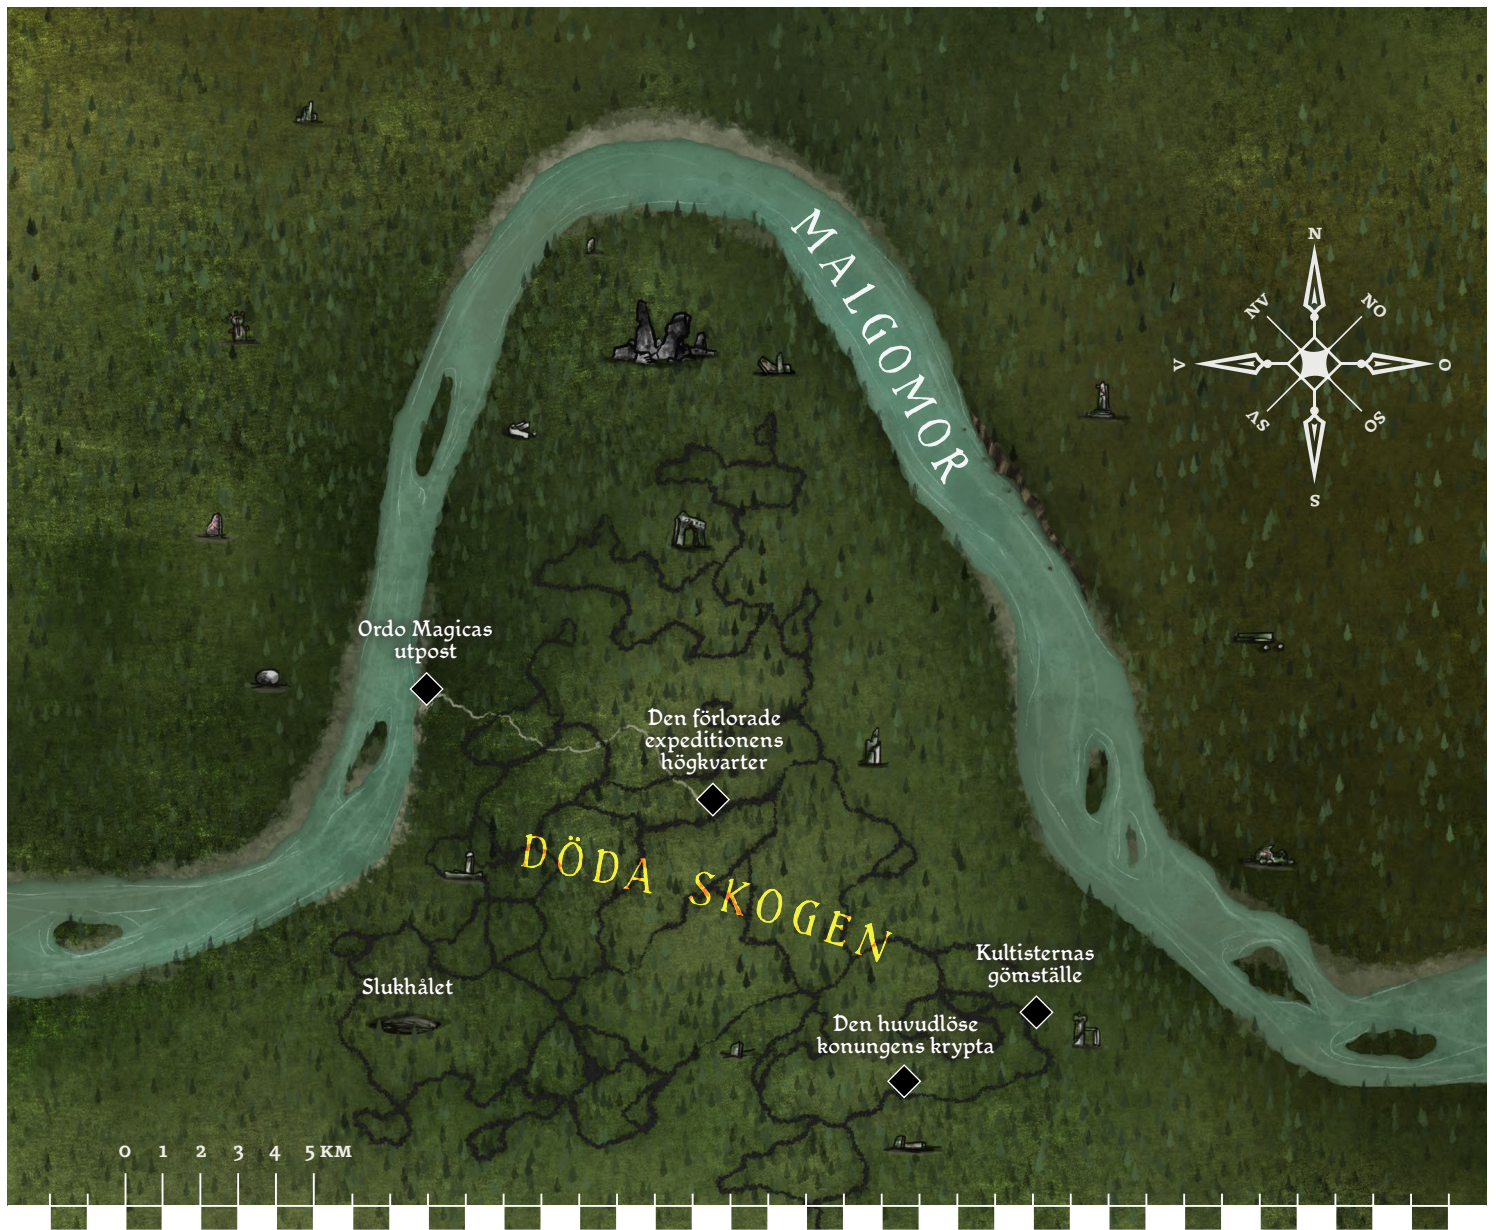 MALGOMOR
N
NV
NO
V
O
SV
SO
S
Ordo Magicas
utpost
Den förlorade
expeditionens
högkvarter
DÖDA SKOGEN
Kultisternas
gömställe
Slukhålet
Den huvudlöse
konungens krypta
0 1 2 3 4 5 KM